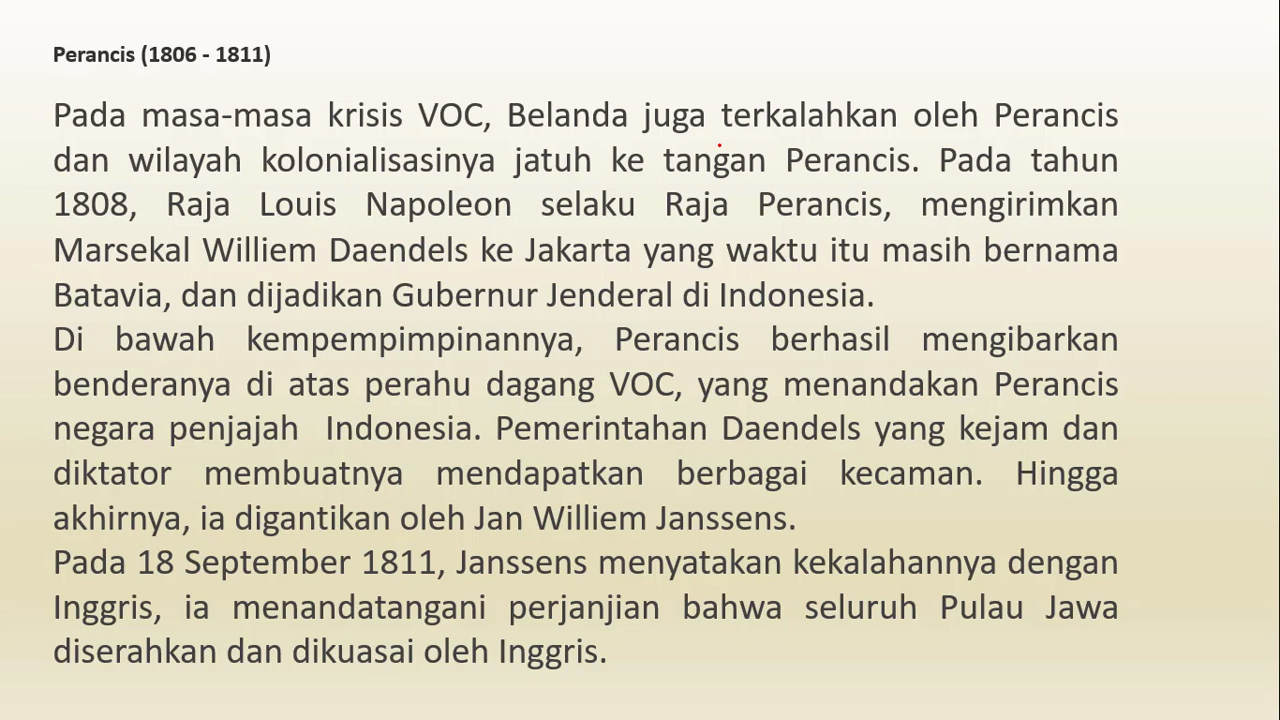 Perancis (1806 - 1811)
Pada masa-masa krisis VOC, Belanda juga terkalahkan oleh Perancis
dan wilayah kolonialisasinya jatuh ke tangan Perancis. Pada tahun
1808, Raja Louis Napoleon selaku Raja Perancis, mengirimkan
Marsekal Williem Daendels ke Jakarta yang waktu itu masih bernama
Batavia, dan dijadikan Gubernur Jenderal di Indonesia.
Di bawah kempempimpinannya, Perancis berhasil mengibarkan
benderanya di atas perahu dagang VOC, yang menandakan Perancis
negara penjajah Indonesia. Pemerintahan Daendels yang kejam dan
diktator membuatnya mendapatkan berbagai kecaman. Hingga
akhirnya, ia digantikan oleh Jan Williem Janssens.
Pada 18 September 1811, Janssens menyatakan kekalahannya dengan
Inggris, ia menandatangani perjanjian bahwa seluruh Pulau Jawa
diserahkan dan dikuasai oleh Inggris.